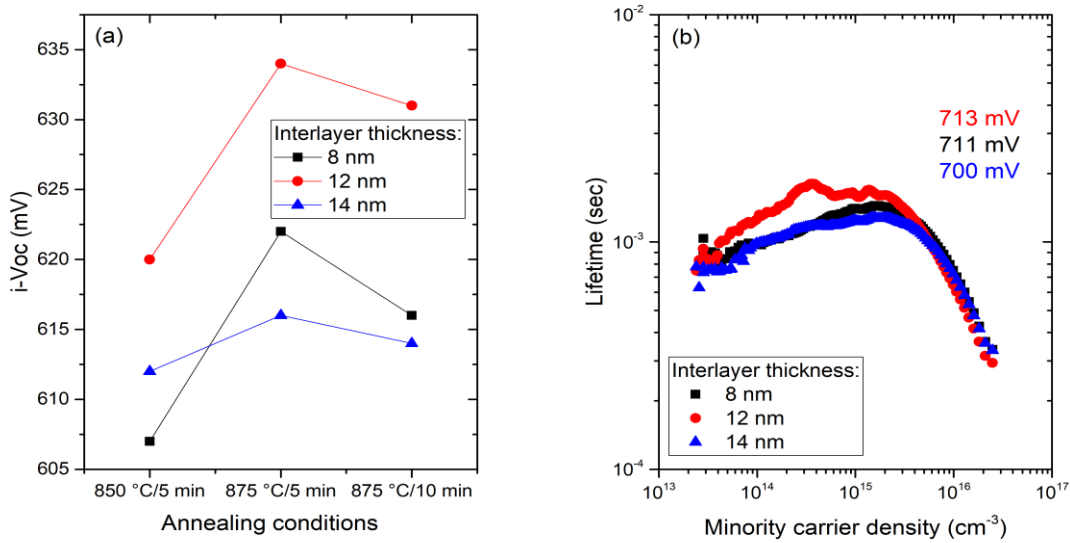 (a)
635
630
625
620
615
610
605
i-Voc (mV)
Interlayer thickness:
8 nm
12 nm
14 nm
850 °C/5 min 875 °C/5 min 875 °C/10 min
Annealing conditions
(b)
10⁻²
10⁻³
10⁻⁴
Lifetime (sec)
713 mV
711 mV
700 mV
Interlayer thickness:
8 nm
12 nm
14 nm
10¹³ 10¹⁴ 10¹⁵ 10¹⁶ 10¹⁷
Minority carrier density (cm⁻³)